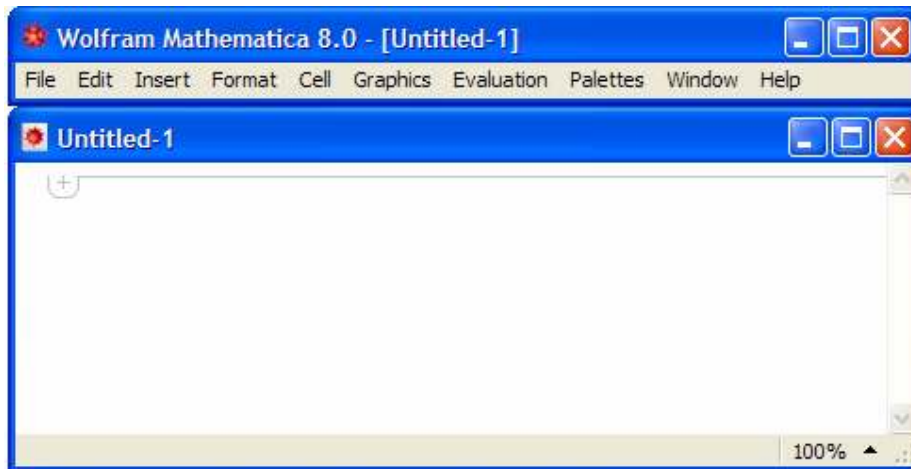 Wolfram Mathematica 8.0 - [Untitled-1]
File Edit Insert Format Cell Graphics Evaluation Palettes Window Help
Untitled-1
100%